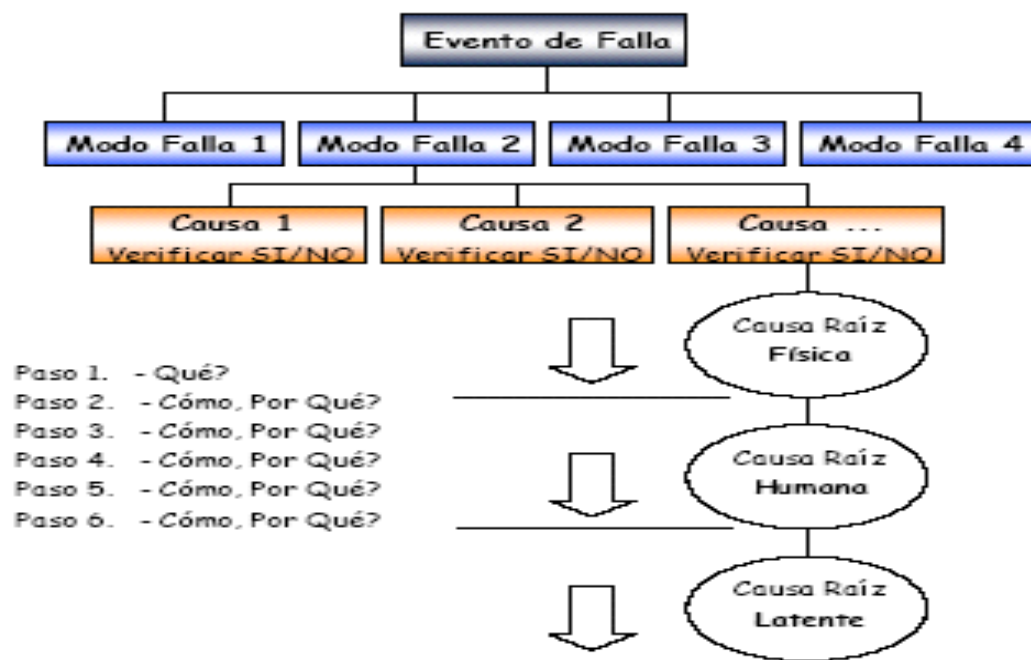 Evento de Falla
Modo Falla 1
Modo Falla 2
Modo Falla 3
Modo Falla 4
Causa 1
Verificar SI/NO
Causa 2
Verificar SI/NO
Causa ...
Verificar SI/NO
Causa Raíz
Física
Paso 1. - Qué?
Paso 2. - Cómo, Por Qué?
Paso 3. - Cómo, Por Qué?
Paso 4. - Cómo, Por Qué?
Paso 5. - Cómo, Por Qué?
Paso 6. - Cómo, Por Qué?
Causa Raíz
Humana
Causa Raíz
Latente